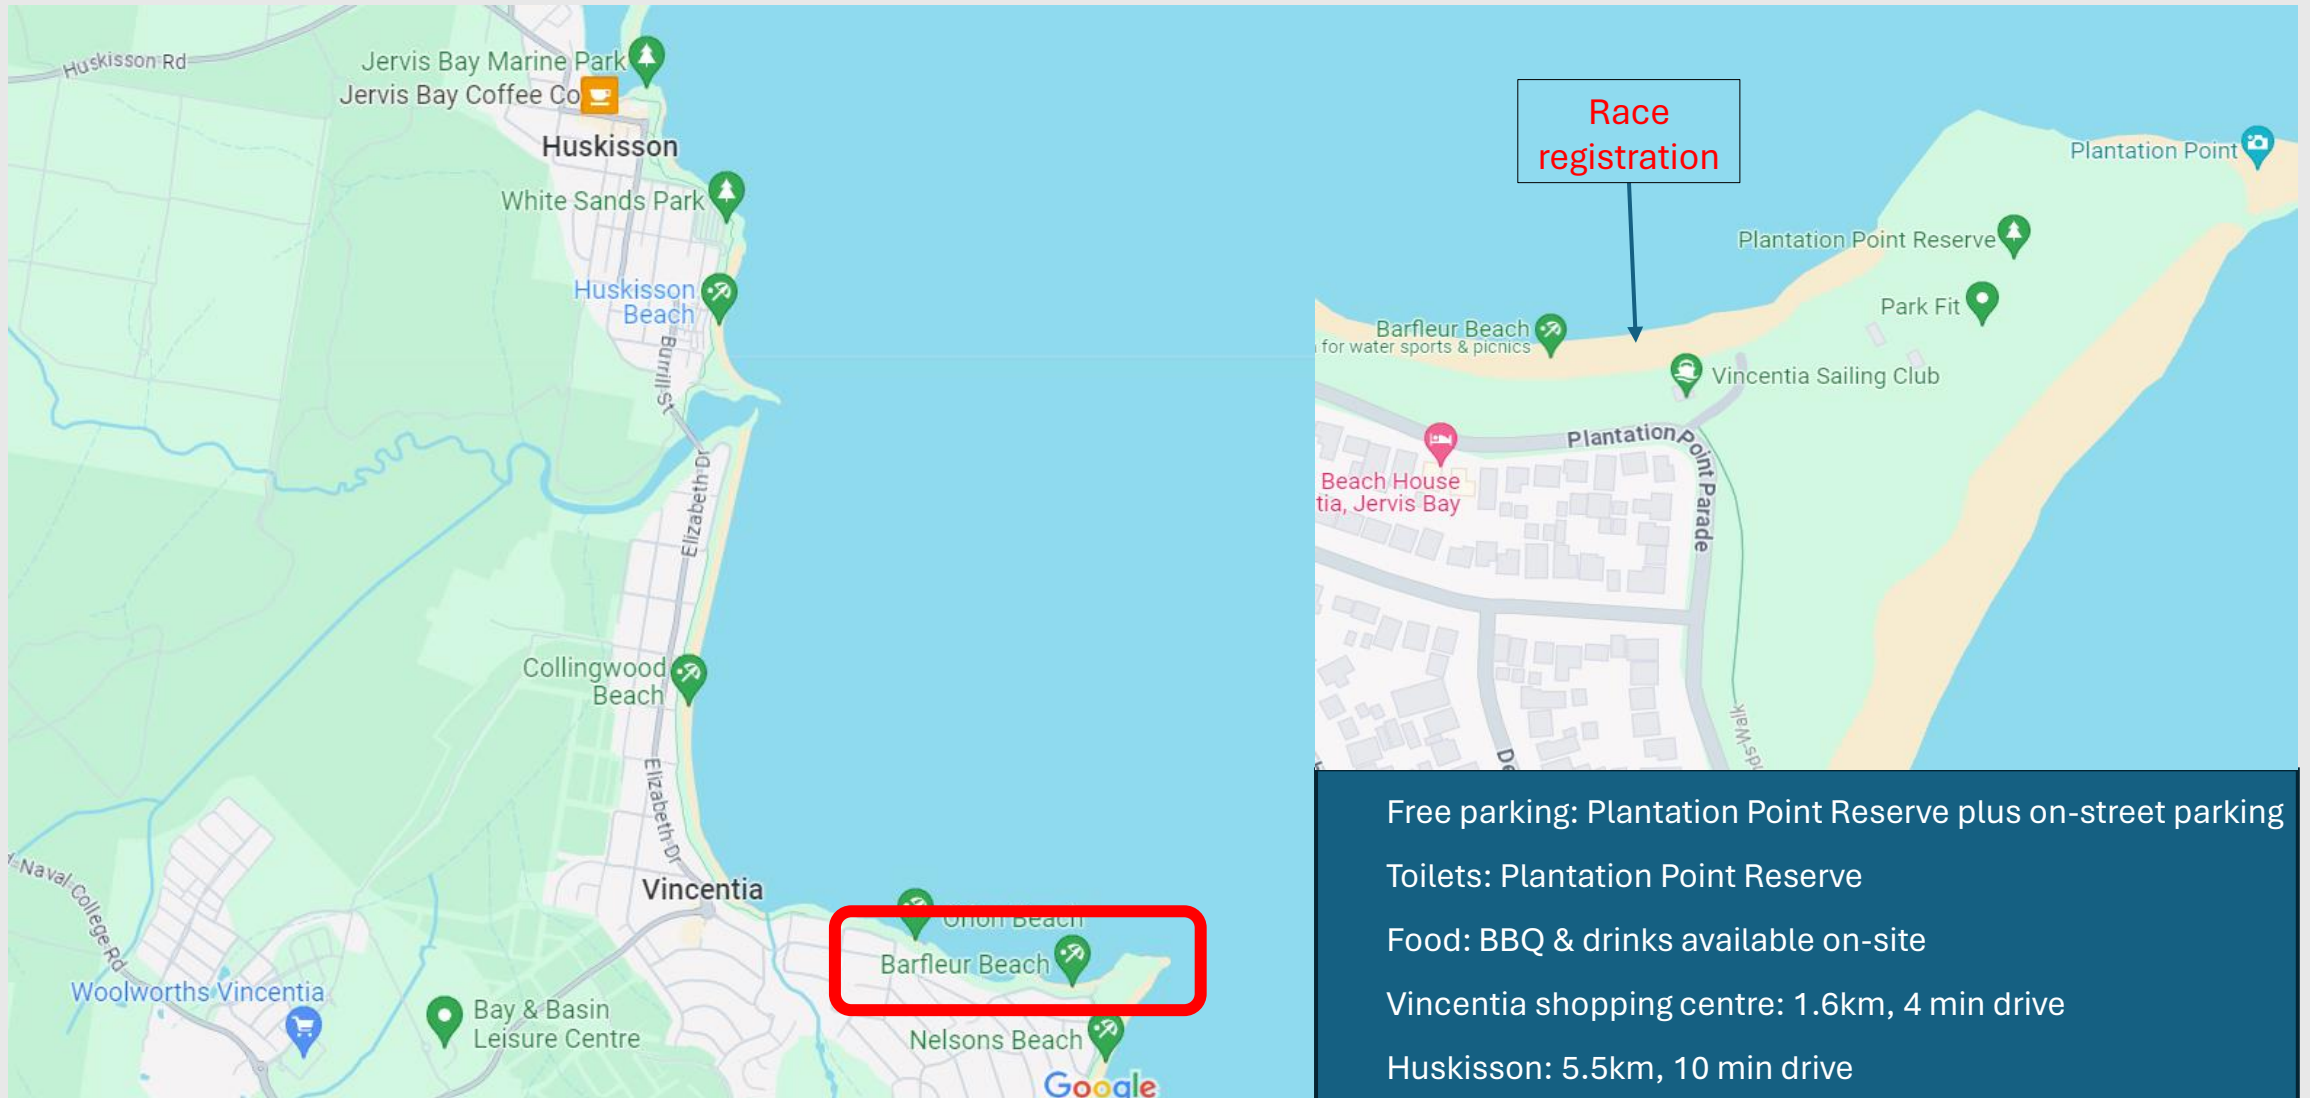 Huskisson Rd
Jervis Bay Marine Park
Jervis Bay Coffee Co
Huskisson
White Sands Park
Huskisson
Beach
Burrill St
Elizabeth Dr
Collingwood
Beach
Elizabeth Dr
Vincentia
Orion Beach
Barfleur Beach
Naval College Rd
Woolworths Vincentia
Bay & Basin
Leisure Centre
Nelsons Beach
Google
Race
registration
Plantation Point
Plantation Point Reserve
Park Fit
Barfleur Beach
for water sports & picnics
Vincentia Sailing Club
Plantation Point Parade
Beach House
tia, Jervis Bay
De
ds Walk
Free parking: Plantation Point Reserve plus on-street parking
Toilets: Plantation Point Reserve
Food: BBQ & drinks available on-site
Vincentia shopping centre: 1.6km, 4 min drive
Huskisson: 5.5km, 10 min drive